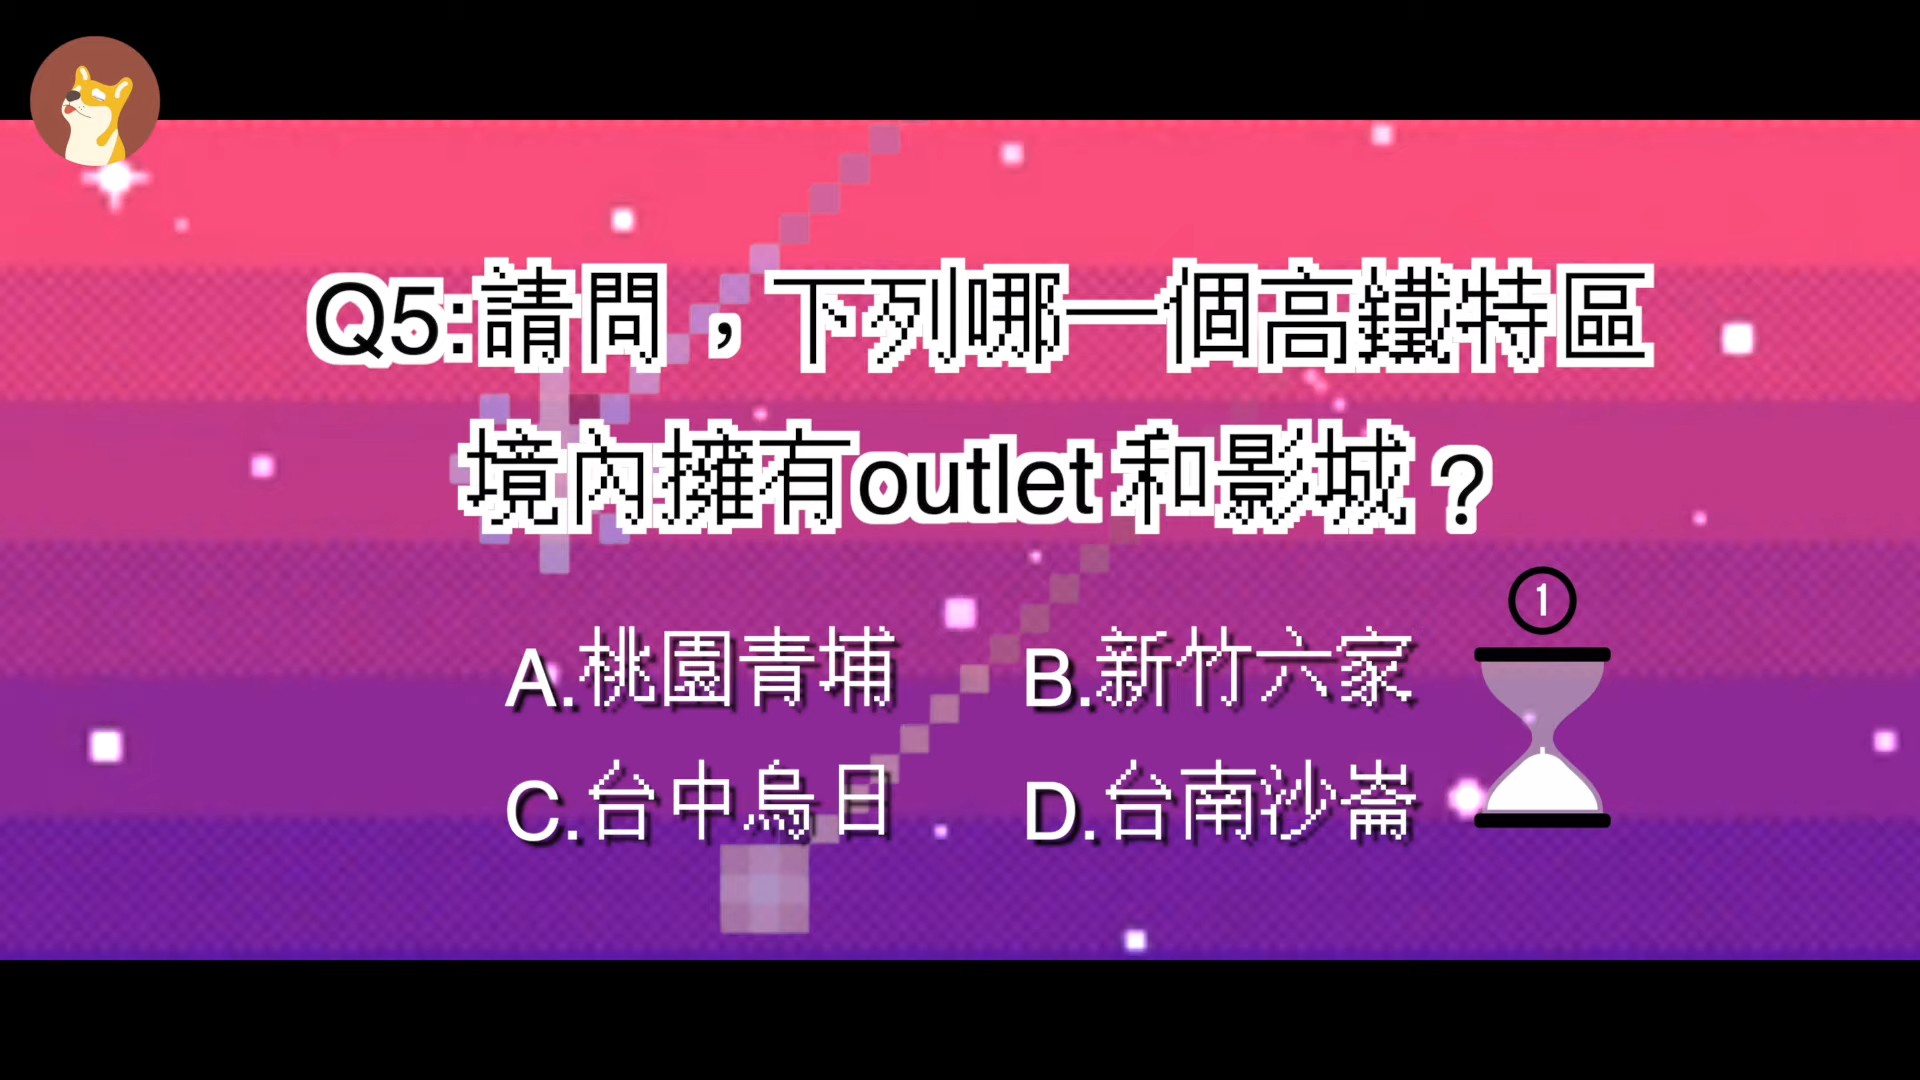 Q5:請問，下列哪一個高鐵特區
境內擁有outlet和影城？
1
A.桃園青埔
B.新竹六家
C.台中烏日
D.台南沙崙